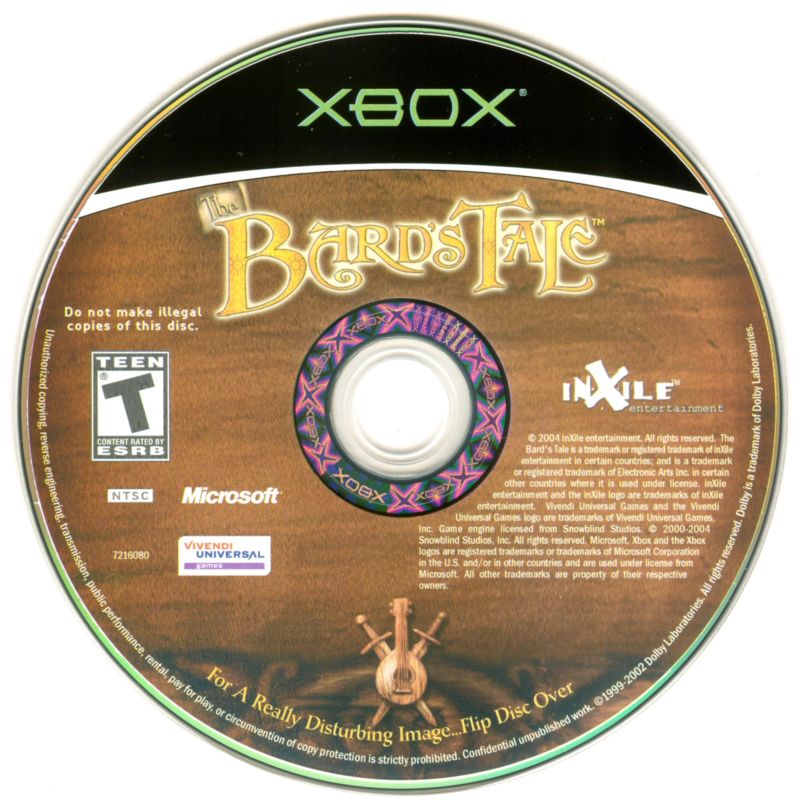 XBOX®
The
BARD'S TALE™
Do not make illegal
copies of this disc.
TEEN
T®
CONTENT RATED BY
ESRB
NTSC
Microsoft®
7216080
VIVENDI
UNIVERSAL
games
XBOX XBOX XBOX XBOX XBOX XBOX
INXILE™
entertainment
© 2004 inXile entertainment. All rights reserved. The
Bard's Tale is a trademark or registered trademark of inXile
entertainment in certain countries; and is a trademark
or registered trademark of Electronic Arts Inc. in certain
other countries where it is used under license. inXile
entertainment and the inXile logo are trademarks of inXile
entertainment. Vivendi Universal Games and the Vivendi
Universal Games logo are trademarks of Vivendi Universal Games,
Inc. Game engine licensed from Snowblind Studios. © 2000-2004
Snowblind Studios, Inc. All rights reserved. Microsoft, Xbox and the Xbox
logos are registered trademarks or trademarks of Microsoft Corporation
in the U.S. and/or in other countries and are used under license from
Microsoft. All other trademarks are property of their respective
owners.
For A Really Disturbing Image...Flip Disc Over
Unauthorized copying, reverse engineering, transmission, public performance, rental, pay for play, or circumvention of copy protection is strictly prohibited. Confidential unpublished work. ©1999-2002 Dolby Laboratories. All rights reserved. Dolby is a trademark of Dolby Laboratories.